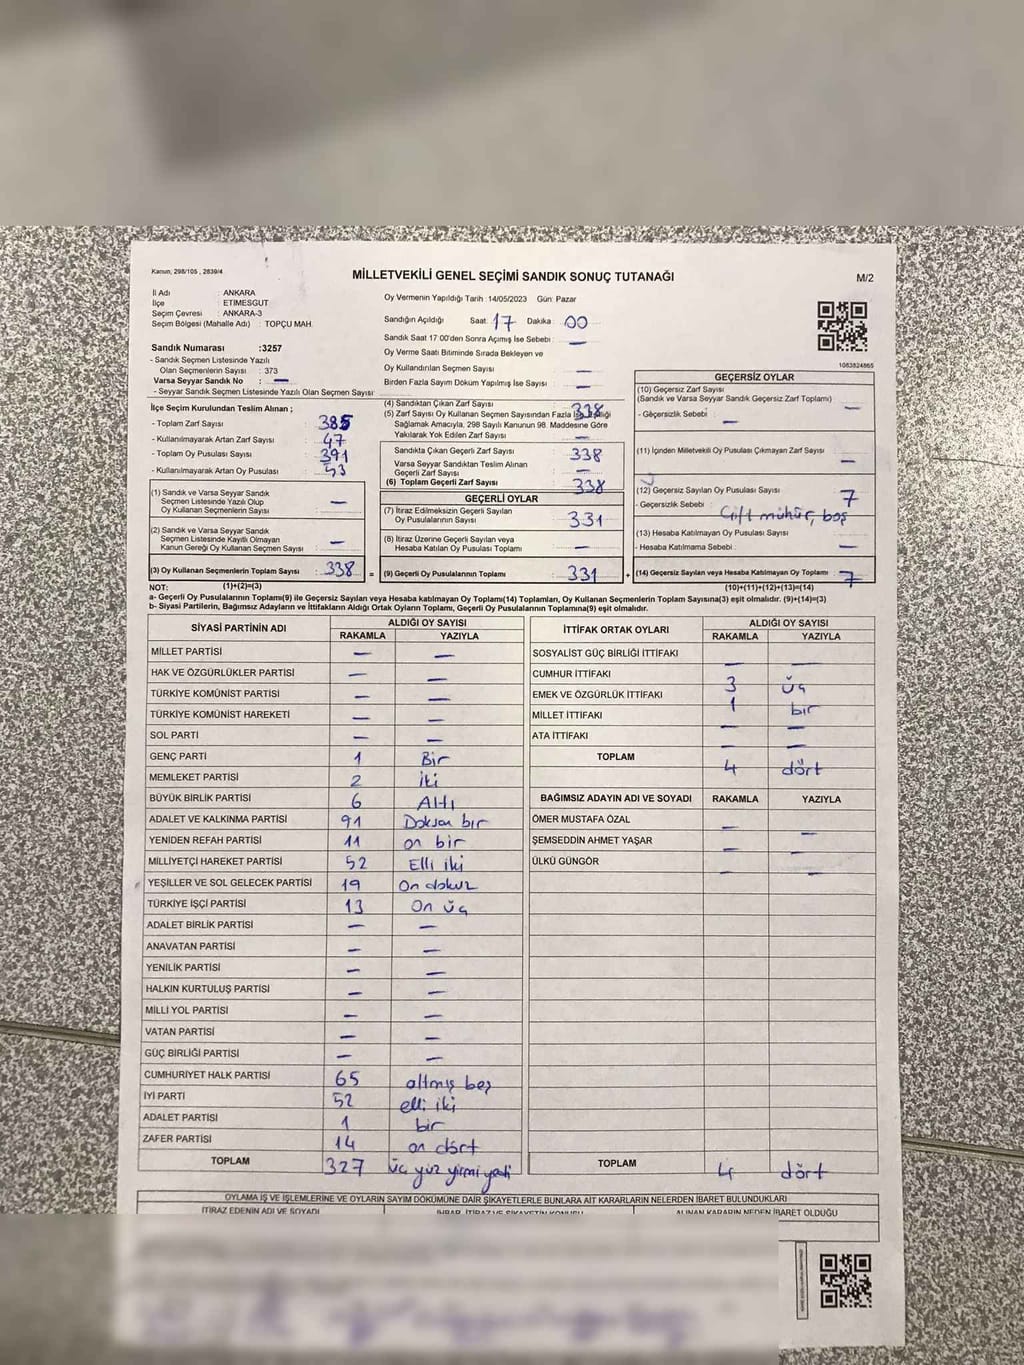 Kanun, 298/105 , 2839/4
MİLLETVEKİLİ GENEL SEÇİMİ SANDIK SONUÇ TUTANAĞI
M/2
İl Adı : ANKARA
İlçe : ETİMESGUT
Seçim Çevresi : ANKARA-3
Seçim Bölgesi (Mahalle Adı) : TOPÇU MAH.
Sandık Numarası :3257
- Sandık Seçmen Listesinde Yazılı
Olan Seçmenlerin Sayısı : 373
Varsa Seyyar Sandık No : —
- Seyyar Sandık Seçmen Listesinde Yazılı Olan Seçmen Sayısı
Oy Vermenin Yapıldığı Tarih :14/05/2023 Gün: Pazar
Sandığın Açıldığı Saat: 17 Dakika : 00
Sandık Saat 17:00'den Sonra Açılmış İse Sebebi : —
Oy Verme Saati Bitiminde Sırada Bekleyen ve
Oy Kullandırılan Seçmen Sayısı : —
Birden Fazla Sayım Döküm Yapılmış İse Sayısı : —
1083824865
İlçe Seçim Kurulundan Teslim Alınan ;
- Toplam Zarf Sayısı : 385
- Kullanılmayarak Artan Zarf Sayısı : 47
- Toplam Oy Pusulası Sayısı : 391
- Kullanılmayarak Artan Oy Pusulası : 53
(1) Sandık ve Varsa Seyyar Sandık
Seçmen Listesinde Yazılı Olup
Oy Kullanan Seçmenlerin Sayısı : —
(2) Sandık ve Varsa Seyyar Sandık
Seçmen Listesinde Kayıtlı Olmayan
Kanun Gereği Oy Kullanan Seçmen Sayısı : —
(3) Oy Kullanan Seçmenlerin Toplam Sayısı : 338 =
(1)+(2)=(3)
(4) Sandıktan Çıkan Zarf Sayısı : 338
(5) Zarf Sayısı Oy Kullanan Seçmen Sayısından Fazla İse, Eşitliği
Sağlamak Amacıyla, 298 Sayılı Kanunun 98. Maddesine Göre
Yakılarak Yok Edilen Zarf Sayısı : —
Sandıkta Çıkan Geçerli Zarf Sayısı : 338
Varsa Seyyar Sandıktan Teslim Alınan
Geçerli Zarf Sayısı : —
(6) Toplam Geçerli Zarf Sayısı : 338
GEÇERLİ OYLAR
(7) İtiraz Edilmeksizin Geçerli Sayılan
Oy Pusulalarının Sayısı : 331
(8) İtiraz Üzerine Geçerli Sayılan veya
Hesaba Katılan Oy Pusulası Toplamı : —
(9) Geçerli Oy Pusulalarının Toplamı : 331 +
GEÇERSİZ OYLAR
(10) Geçersiz Zarf Sayısı
(Sandık ve Varsa Seyyar Sandık Geçersiz Zarf Toplamı) —
- Geçersizlik Sebebi : —
(11) İçinden Milletvekili Oy Pusulası Çıkmayan Zarf Sayısı
—
(12) Geçersiz Sayılan Oy Pusulası Sayısı : 7
- Geçersizlik Sebebi : Çift mühür, boş
(13) Hesaba Katılmayan Oy Pusulası Sayısı :
- Hesaba Katılmama Sebebi : —
(14) Geçersiz Sayılan veya Hesaba Katılmayan Oy Toplamı : 7
(10)+(11)+(12)+(13)=(14)
NOT:
a- Geçerli Oy Pusulalarının Toplamı(9) ile Geçersiz Sayılan veya Hesaba katılmayan Oy Toplamı(14) Toplamları, Oy Kullanan Seçmenlerin Toplam Sayısına(3) eşit olmalıdır. (9)+(14)=(3)
b- Siyasi Partilerin, Bağımsız Adayların ve İttifakların Aldığı Ortak Oyların Toplamı, Geçerli Oy Pusulalarının Toplamına(9) eşit olmalıdır.
SİYASİ PARTİNİN ADI ALDIĞI OY SAYISI
RAKAMLA YAZIYLA
MİLLET PARTİSİ — —
HAK VE ÖZGÜRLÜKLER PARTİSİ — —
TÜRKİYE KOMÜNİST PARTİSİ — —
TÜRKİYE KOMÜNİST HAREKETİ — —
SOL PARTİ — —
GENÇ PARTİ 1 Bir
MEMLEKET PARTİSİ 2 İki
BÜYÜK BİRLİK PARTİSİ 6 Altı
ADALET VE KALKINMA PARTİSİ 91 Doksan bir
YENİDEN REFAH PARTİSİ 11 on bir
MİLLİYETÇİ HAREKET PARTİSİ 52 Elli iki
YEŞİLLER VE SOL GELECEK PARTİSİ 19 On dokuz
TÜRKİYE İŞÇİ PARTİSİ 13 On üç
ADALET BİRLİK PARTİSİ — —
ANAVATAN PARTİSİ — —
YENİLİK PARTİSİ — —
HALKIN KURTULUŞ PARTİSİ — —
MİLLİ YOL PARTİSİ — —
VATAN PARTİSİ — —
GÜÇ BİRLİĞİ PARTİSİ — —
CUMHURİYET HALK PARTİSİ 65 altmış beş
İYİ PARTİ 52 elli iki
ADALET PARTİSİ 1 bir
ZAFER PARTİSİ 14 on dört
TOPLAM 327 üç yüz yirmi yedi
İTTİFAK ORTAK OYLARI ALDIĞI OY SAYISI
RAKAMLA YAZIYLA
SOSYALİST GÜÇ BİRLİĞİ İTTİFAKI — —
CUMHUR İTTİFAKI 3 üç
EMEK VE ÖZGÜRLÜK İTTİFAKI 1 bir
MİLLET İTTİFAKI — —
ATA İTTİFAKI — —
TOPLAM 4 dört
BAĞIMSIZ ADAYIN ADI VE SOYADI RAKAMLA YAZIYLA
ÖMER MUSTAFA ÖZAL — —
ŞEMSEDDİN AHMET YAŞAR — —
ÜLKÜ GÜNGÖR — —
TOPLAM 4 dört
OYLAMA İŞ VE İŞLEMLERİNE VE OYLARIN SAYIM DÖKÜMÜNE DAİR ŞİKAYETLERLE BUNLARA AİT KARARLARIN NELERDEN İBARET BULUNDUKLARI
İTİRAZ EDENİN ADI VE SOYADI İHBAR, İTİRAZ VE ŞİKAYETİN KONUSU ALINAN KARARIN NEDEN İBARET OLDUĞU